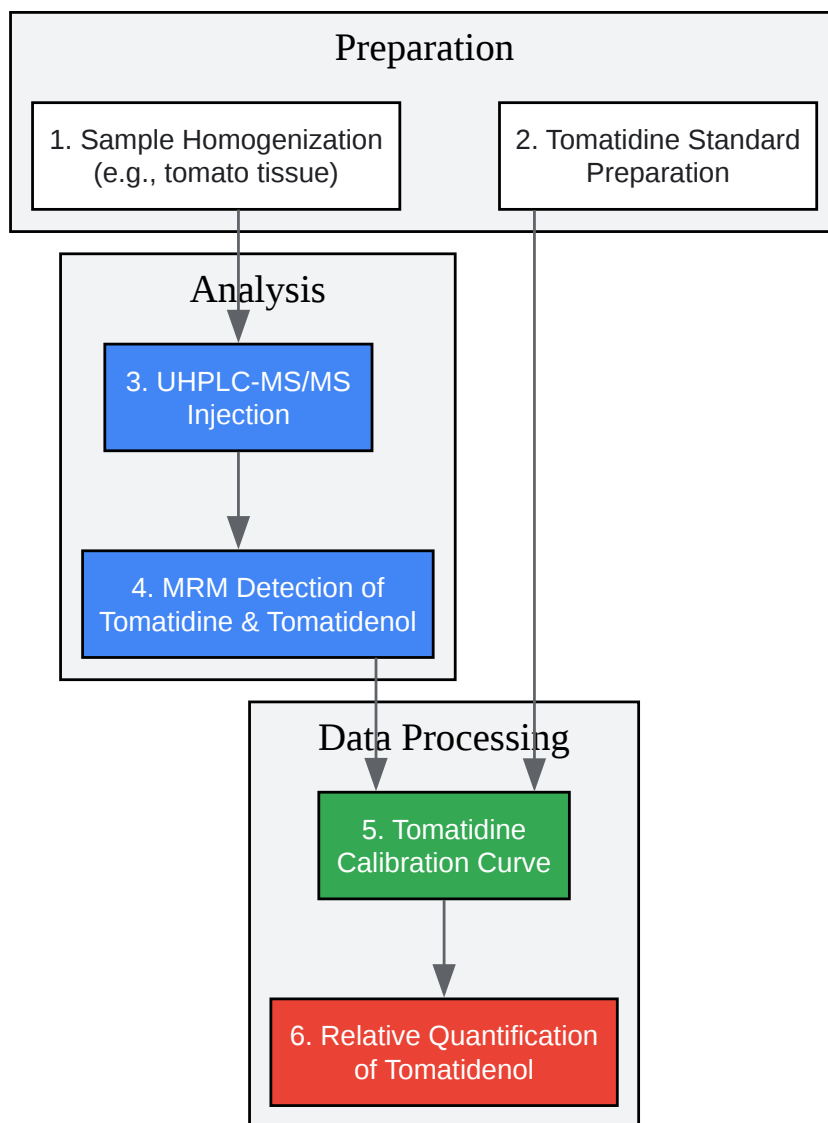 Preparation
1. Sample Homogenization
(e.g., tomato tissue)
2. Tomatidine Standard
Preparation
Analysis
3. UHPLC-MS/MS
Injection
4. MRM Detection of
Tomatidine & Tomatidenol
Data Processing
5. Tomatidine
Calibration Curve
6. Relative Quantification
of Tomatidenol